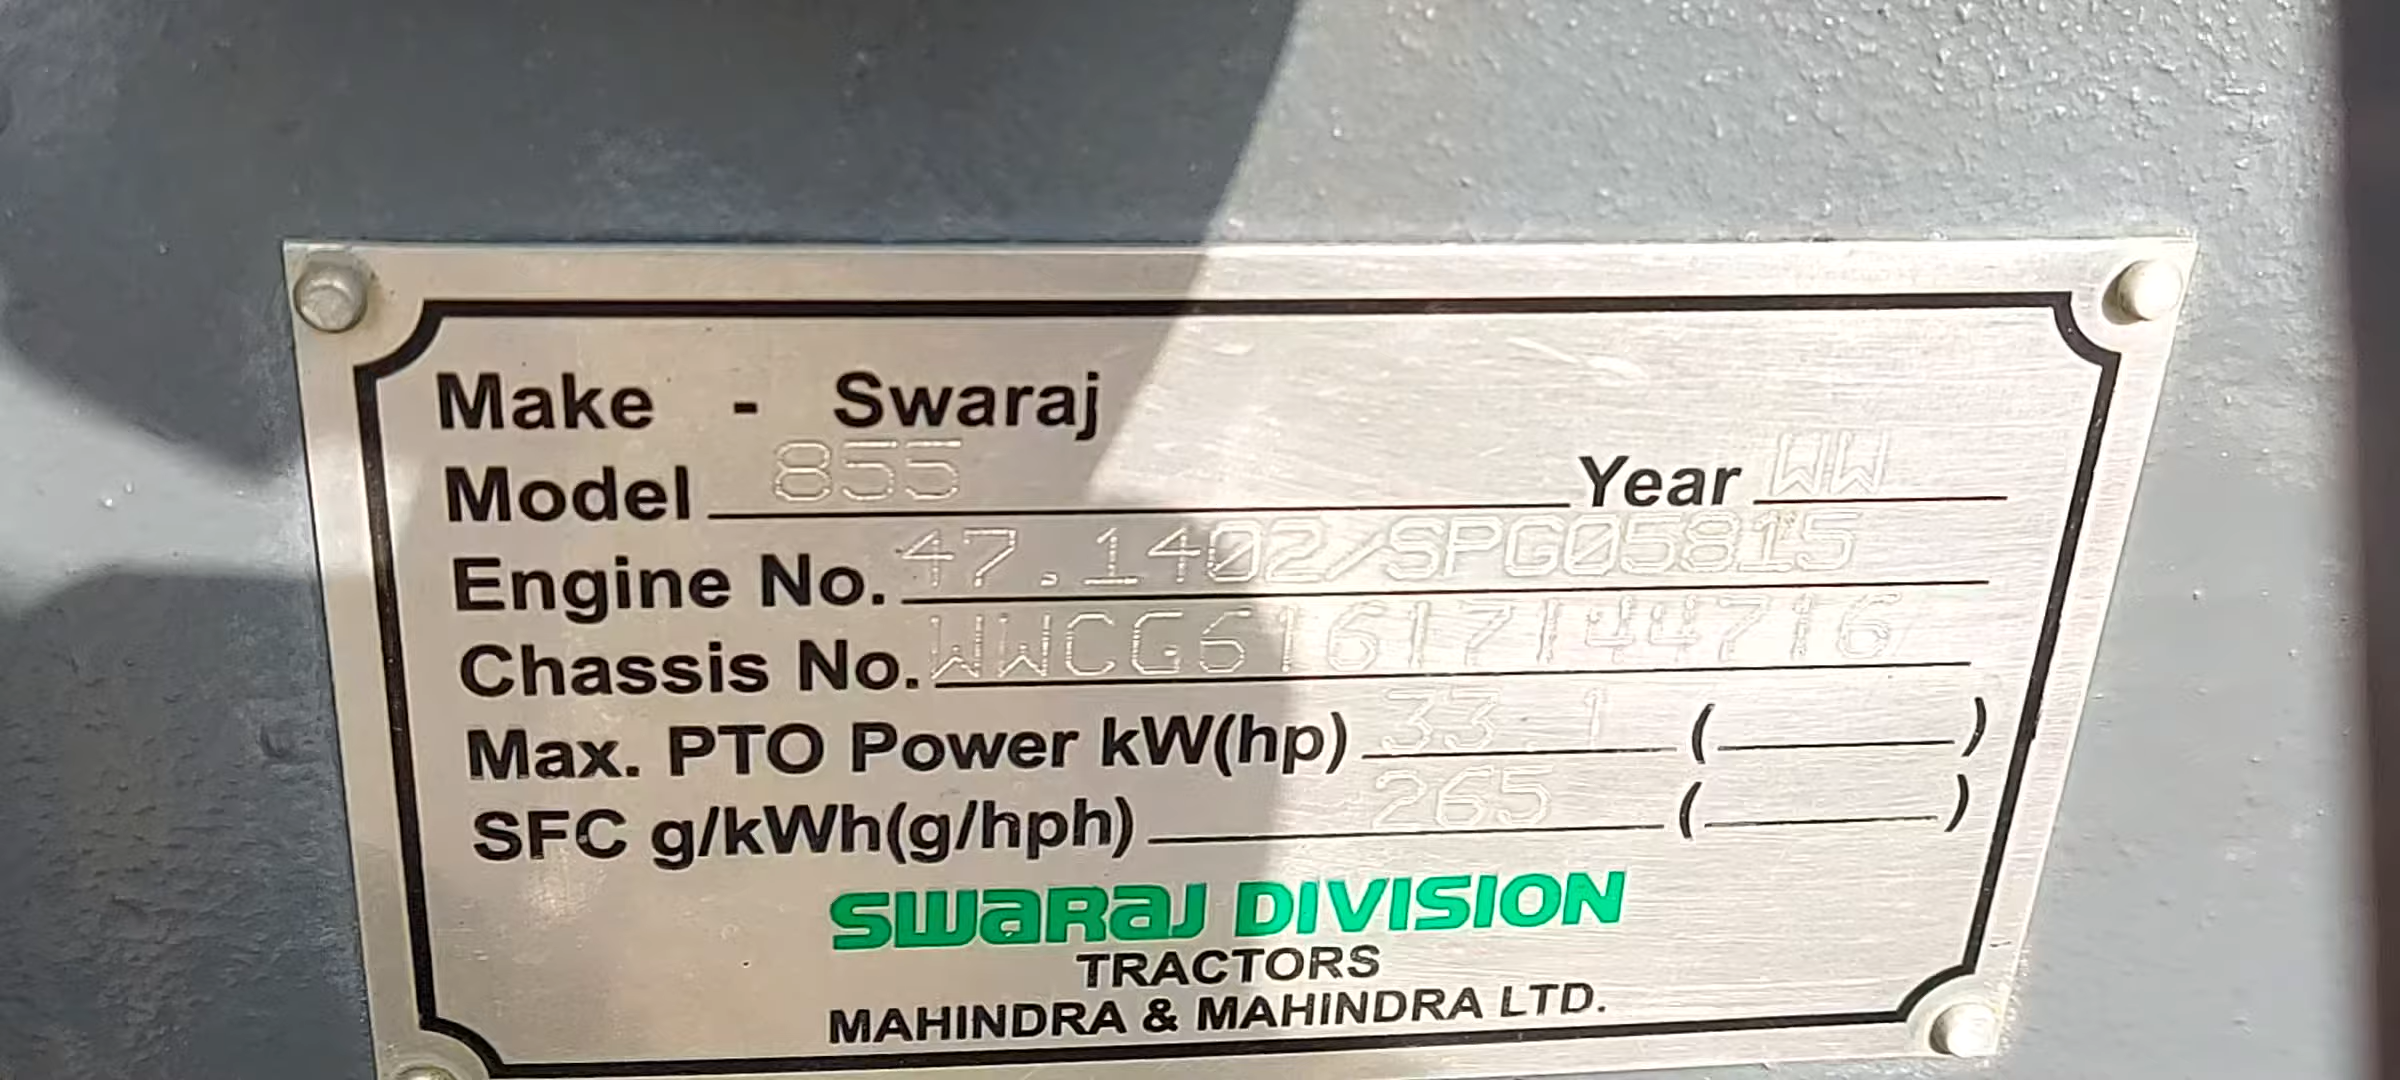 Make - Swaraj
Model 855 Year WW
Engine No. 47.1402/SPG05815
Chassis No. WWCG61617144716
Max. PTO Power kW(hp) 33.1 ( )
SFC g/kWh(g/hph) 265 ( )
SWARAJ DIVISION
TRACTORS
MAHINDRA & MAHINDRA LTD.